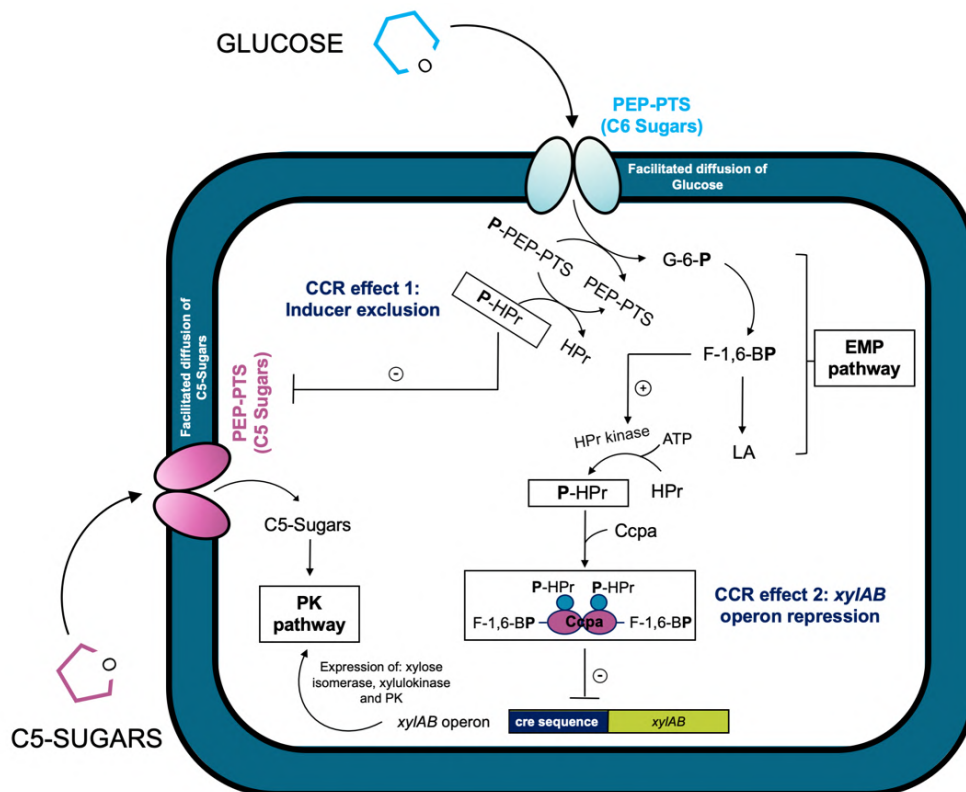 GLUCOSE
O
PEP-PTS
(C6 Sugars)
Facilitated diffusion of
Glucose
P-PEP-PTS
PEP-PTS
G-6-P
CCR effect 1:
Inducer exclusion
P-HPr
HPr
F-1,6-BP
EMP
pathway
-
+
LA
Facilitated diffusion of
C5-Sugars
PEP-PTS
(C5 Sugars)
HPr kinase
ATP
P-HPr
HPr
C5-Sugars
Ccpa
PK
pathway
P-HPr P-HPr
F-1,6-BP Ccpa F-1,6-BP
CCR effect 2: xylAB
operon repression
Expression of: xylose
isomerase, xylulokinase
and PK
-
O
xylAB operon
cre sequence
xylAB
C5-SUGARS